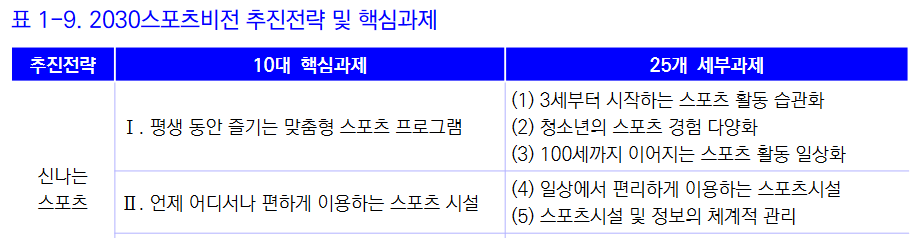 표 1-9. 2030스포츠비전 추진전략 및 핵심과제
추진전략 10대 핵심과제 25개 세부과제
신나는
스포츠
Ⅰ. 평생 동안 즐기는 맞춤형 스포츠 프로그램
(1) 3세부터 시작하는 스포츠 활동 습관화
(2) 청소년의 스포츠 경험 다양화
(3) 100세까지 이어지는 스포츠 활동 일상화
Ⅱ. 언제 어디서나 편하게 이용하는 스포츠 시설
(4) 일상에서 편리하게 이용하는 스포츠시설
(5) 스포츠시설 및 정보의 체계적 관리